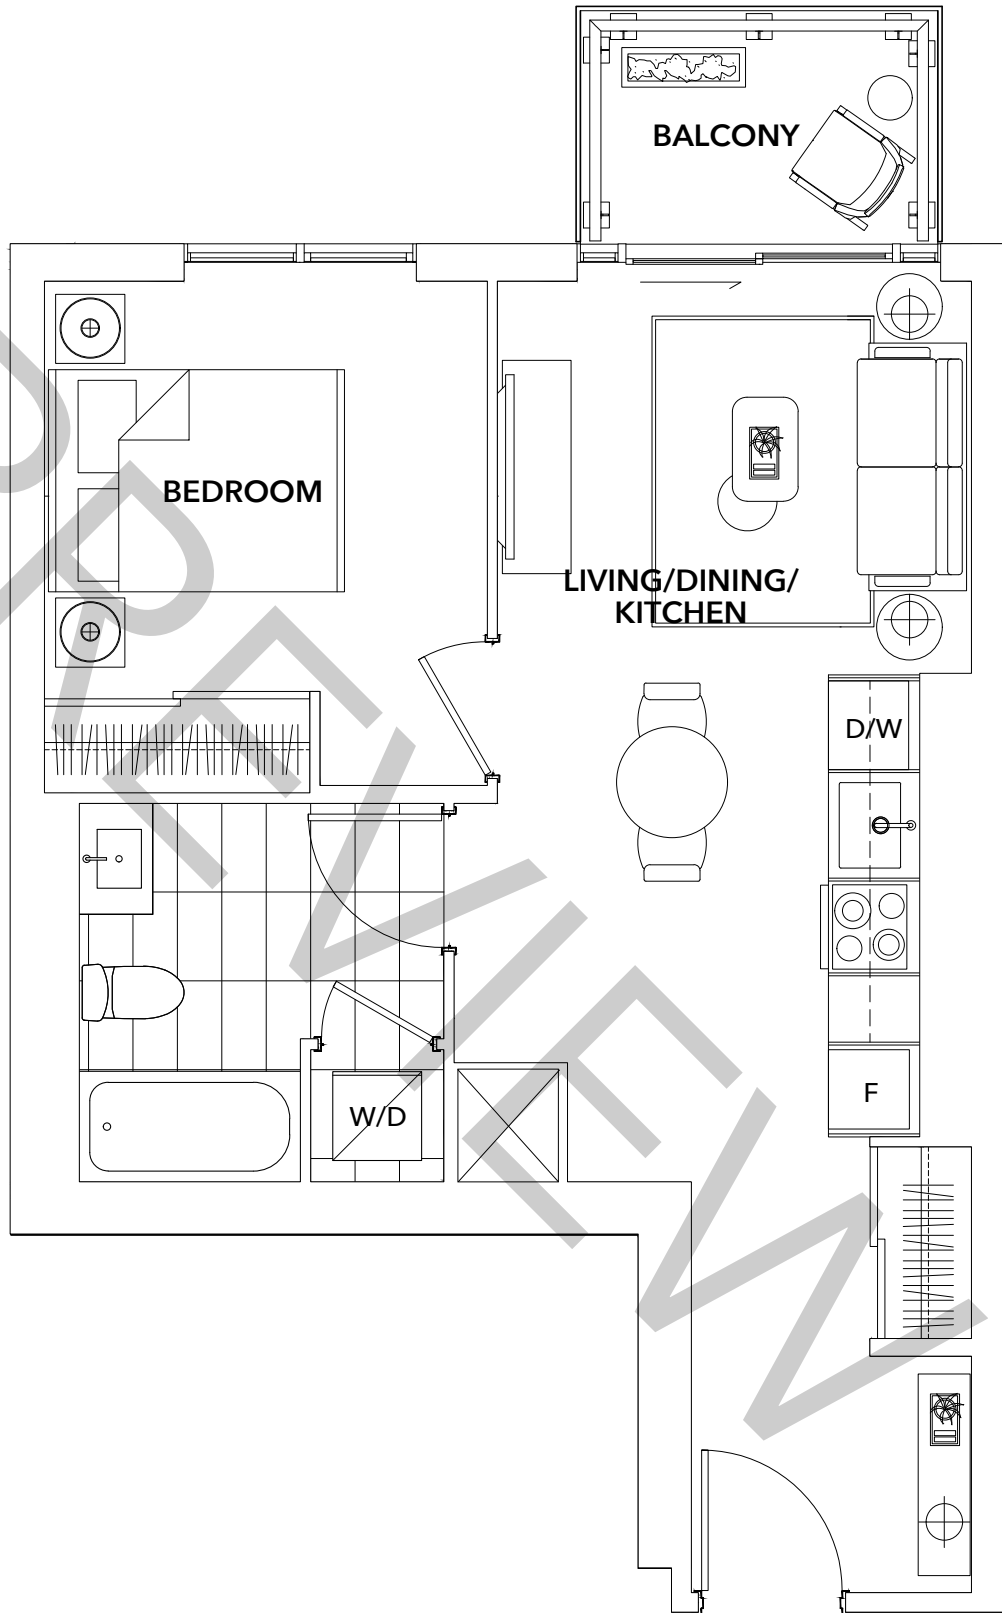 BALCONY
BEDROOM
LIVING/DINING/
KITCHEN
D/W
F
W/D
PREVIEW